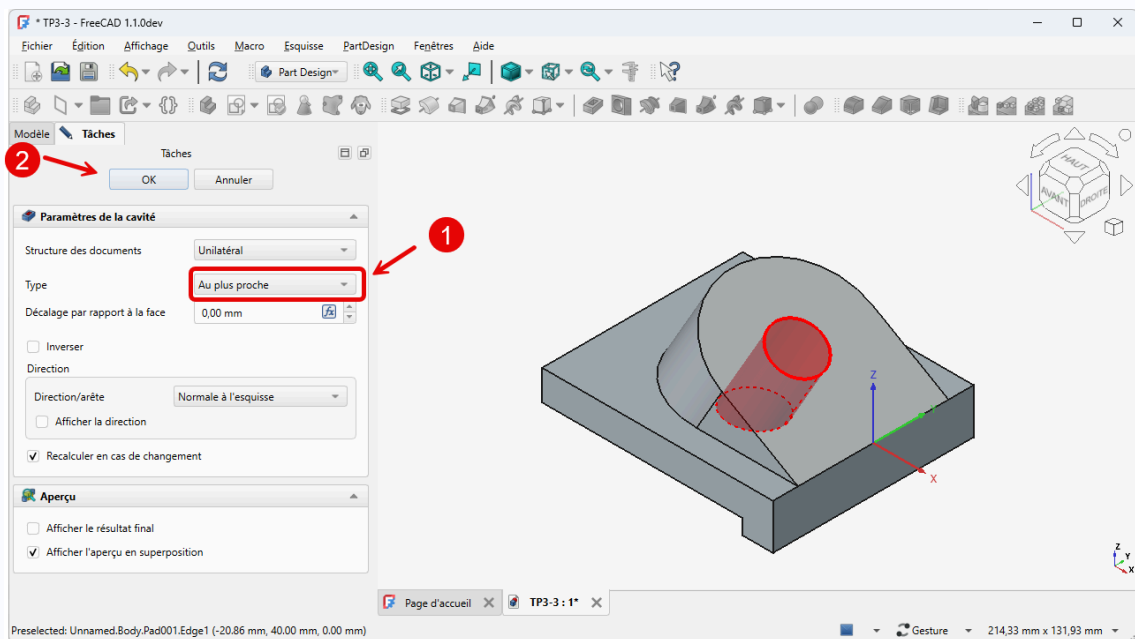 * TP3-3 - FreeCAD 1.1.0dev
Fichier Édition Affichage Outils Macro Esquisse PartDesign Fenêtres Aide
Part Design
Modèle Tâches
Tâches
2
OK Annuler
Paramètres de la cavité
1
Structure des documents Unilatéral
Type Au plus proche
Décalage par rapport à la face 0,00 mm
Inverser
Direction
Direction/arête Normale à l'esquisse
Afficher la direction
Recalculer en cas de changement
Aperçu
Afficher le résultat final
Afficher l'aperçu en superposition
HAUT
AVANT DROITE
Z
X
Z
Y
X
Page d'accueil TP3-3 : 1*
Preselected: Unnamed.Body.Pad001.Edge1 (-20.86 mm, 40.00 mm, 0.00 mm) Gesture 214,33 mm x 131,93 mm